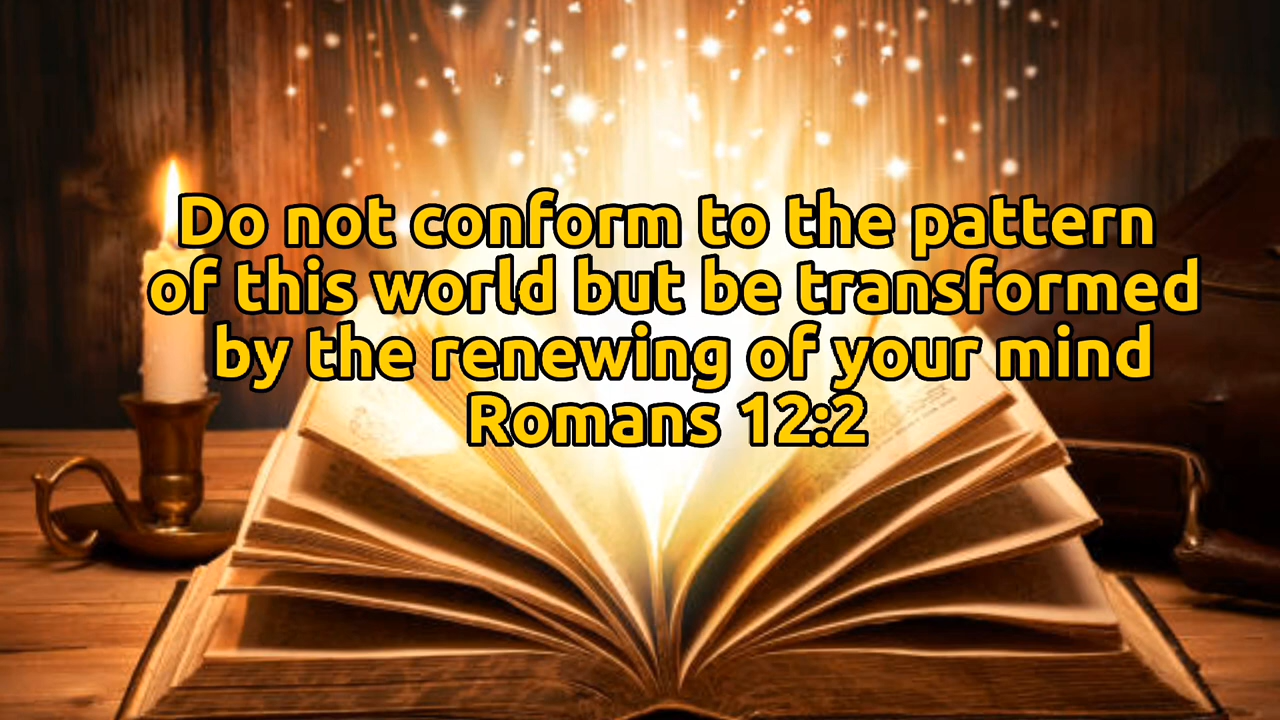 Do not conform to the pattern
of this world but be transformed
by the renewing of your mind
Romans 12:2